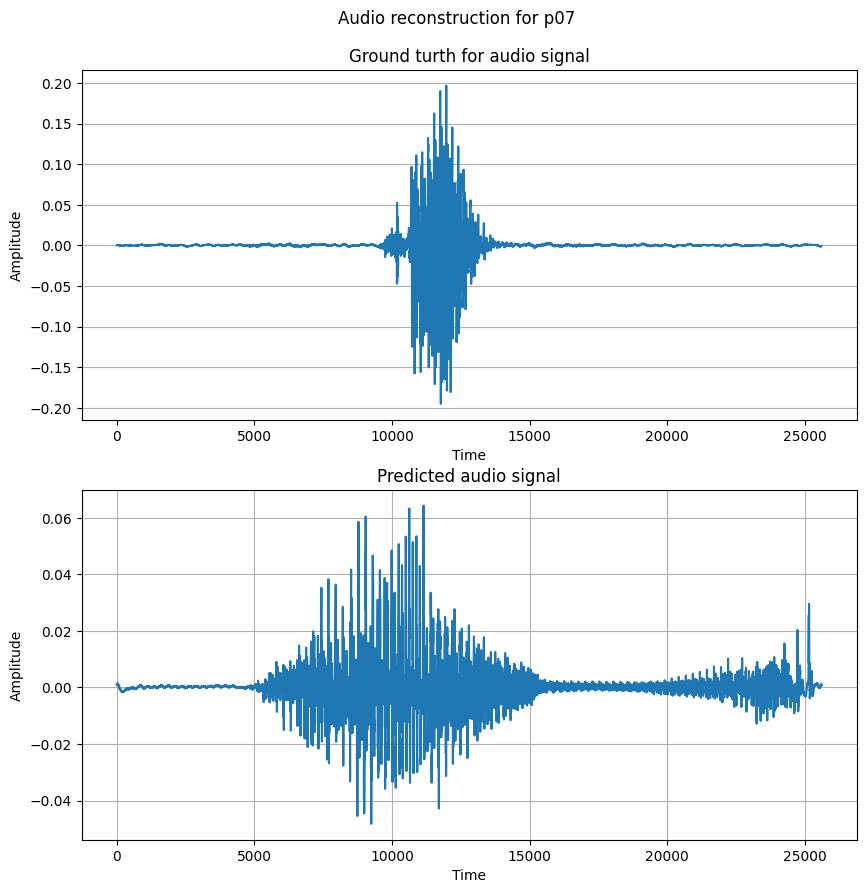 Audio reconstruction for p07
Ground turth for audio signal
0.20
0.15
0.10
0.05
0.00
−0.05
−0.10
−0.15
−0.20
Amplitude
0 5000 10000 15000 20000 25000
Time
Predicted audio signal
0.06
0.04
0.02
0.00
−0.02
−0.04
Amplitude
0 5000 10000 15000 20000 25000
Time